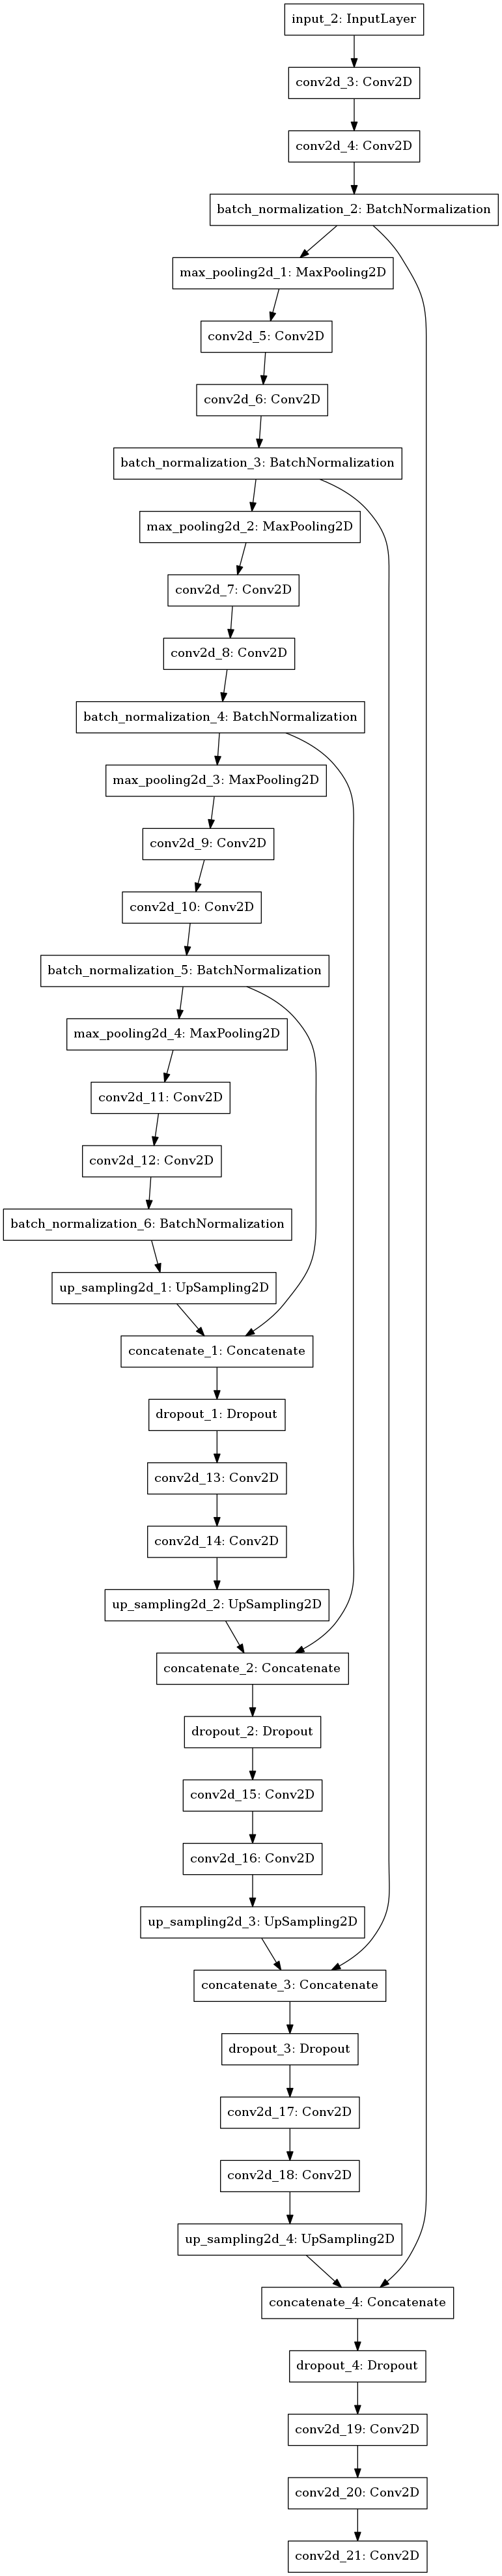 input_2: InputLayer
conv2d_3: Conv2D
conv2d_4: Conv2D
batch_normalization_2: BatchNormalization
max_pooling2d_1: MaxPooling2D
conv2d_5: Conv2D
conv2d_6: Conv2D
batch_normalization_3: BatchNormalization
max_pooling2d_2: MaxPooling2D
conv2d_7: Conv2D
conv2d_8: Conv2D
batch_normalization_4: BatchNormalization
max_pooling2d_3: MaxPooling2D
conv2d_9: Conv2D
conv2d_10: Conv2D
batch_normalization_5: BatchNormalization
max_pooling2d_4: MaxPooling2D
conv2d_11: Conv2D
conv2d_12: Conv2D
batch_normalization_6: BatchNormalization
up_sampling2d_1: UpSampling2D
concatenate_1: Concatenate
dropout_1: Dropout
conv2d_13: Conv2D
conv2d_14: Conv2D
up_sampling2d_2: UpSampling2D
concatenate_2: Concatenate
dropout_2: Dropout
conv2d_15: Conv2D
conv2d_16: Conv2D
up_sampling2d_3: UpSampling2D
concatenate_3: Concatenate
dropout_3: Dropout
conv2d_17: Conv2D
conv2d_18: Conv2D
up_sampling2d_4: UpSampling2D
concatenate_4: Concatenate
dropout_4: Dropout
conv2d_19: Conv2D
conv2d_20: Conv2D
conv2d_21: Conv2D